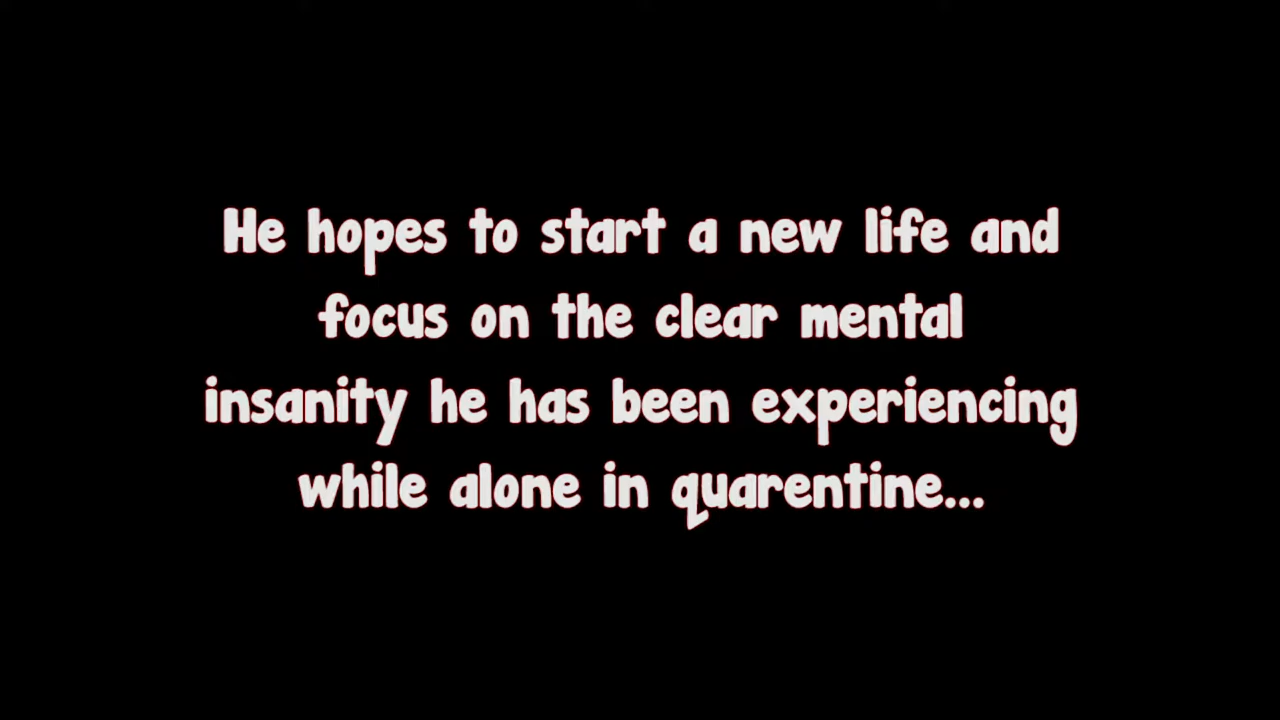 He hopes to start a new life and
focus on the clear mental
insanity he has been experiencing
while alone in quarentine...